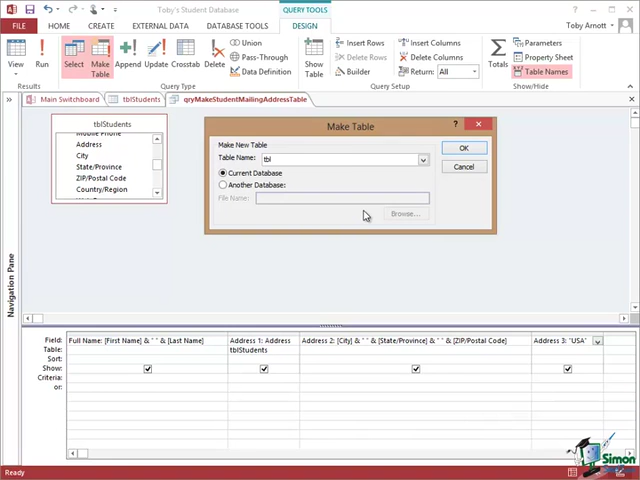 Toby's Student Database
QUERY TOOLS
Toby Arnott
FILE HOME CREATE EXTERNAL DATA DATABASE TOOLS DESIGN
View Run Select Make Table Append Update Crosstab Delete
Union
Pass-Through
Data Definition
Show Table
Insert Rows
Delete Rows
Builder
Insert Columns
Delete Columns
Return: All
Totals
Parameters
Property Sheet
Table Names
Results Query Type Query Setup Show/Hide
Main Switchboard tblStudents qryMakeStudentMailingAddressTable
tblStudents
Mobile Phone
Address
City
State/Province
ZIP/Postal Code
Country/Region
Make Table
Make New Table
Table Name: tbl
Current Database
Another Database:
File Name:
Browse...
OK
Cancel
Navigation Pane
Field: Full Name: [First Name] & " " & [Last Name] Address 1: Address Address 2: [City] & " " & [State/Province] & " " & [ZIP/Postal Code] Address 3: "USA"
Table: tblStudents
Sort:
Show:
Criteria:
or:
Ready
Simon